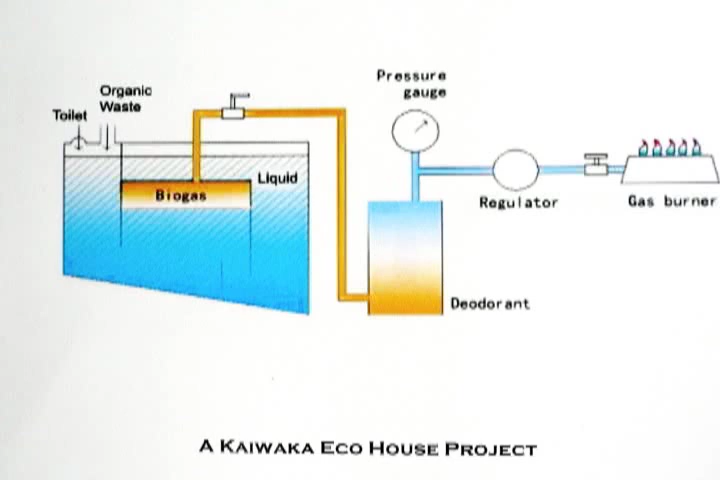 Pressure
gauge
Organic
Waste
Toilet
Liquid
Biogas
Regulator
Gas burner
Deodorant
A Kaiwaka Eco House Project